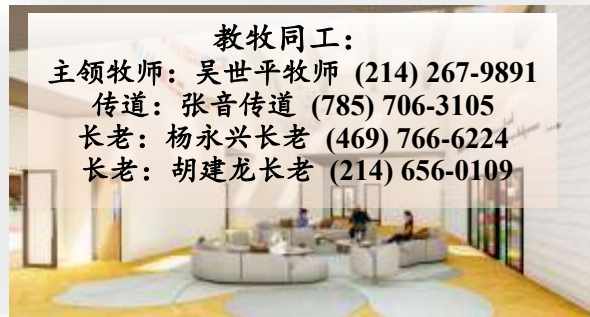 教牧同工：
主领牧师：吴世平牧师 (214) 267-9891
传道：张音传道 (785) 706-3105
长老：杨永兴长老 (469) 766-6224
长老：胡建龙长老 (214) 656-0109